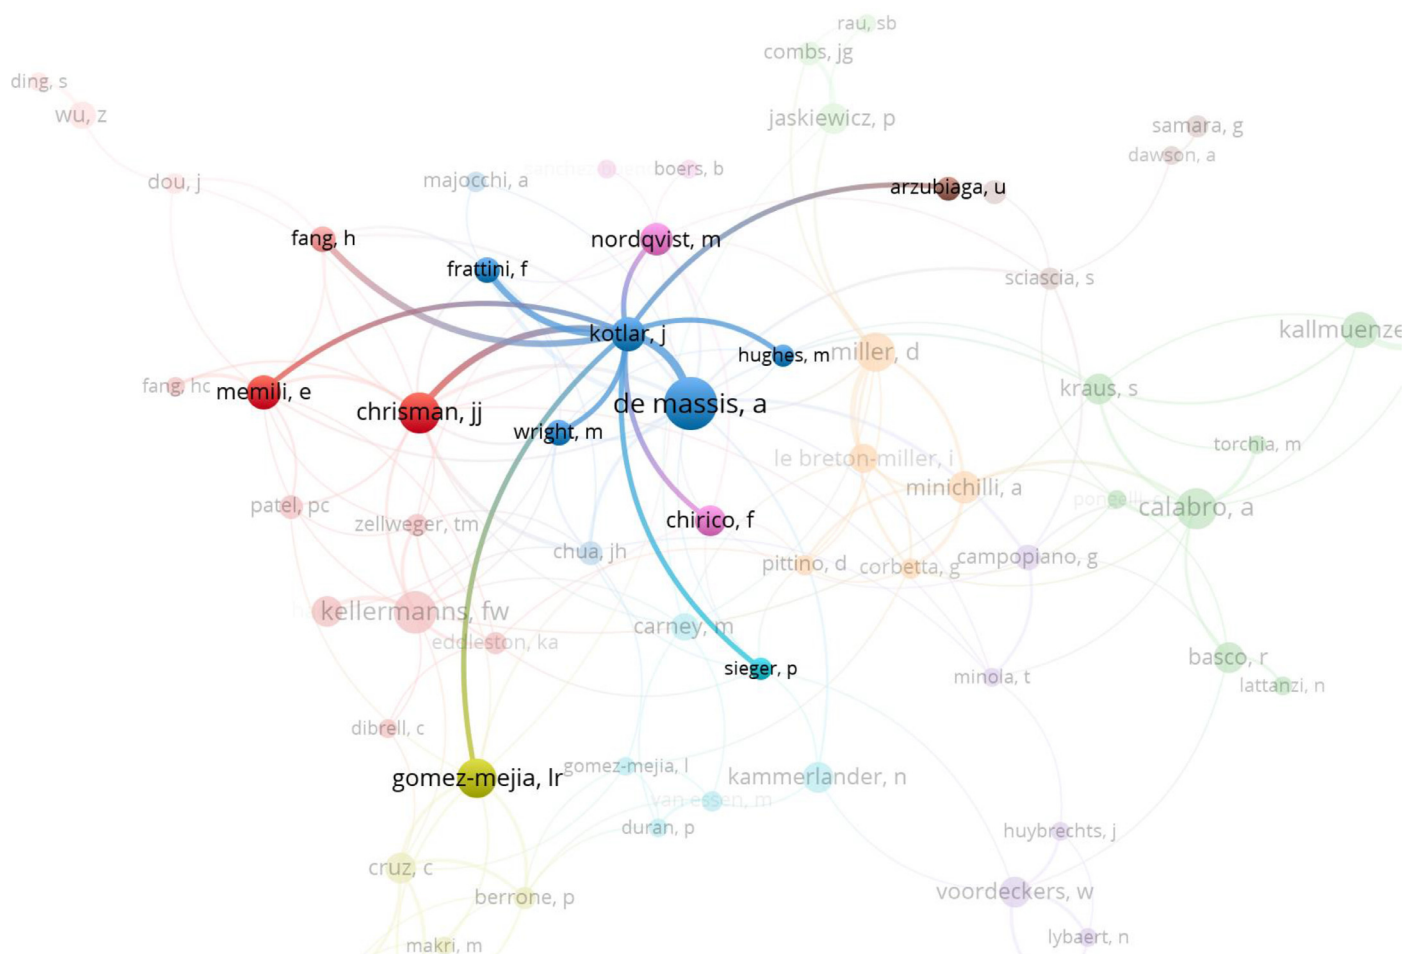 rau, sb
combs, jg
ding, s
wu, z
jaskiewicz, p
samara, g
dawson, a
boers, b
dou, j
majocchi, a
arzubiaga, u
fang, h
nordqvist, m
frattini, f
sciascia, s
kotlar, j
kallmuenze
hughes, m
miller, d
fang, hc
memili, e
kraus, s
chrisman, jj
de massis, a
wright, m
torchia, m
le breton-miller, i
minichilli, a
patel, pc
calabro, a
zellweger, tm
chirico, f
chua, jh
pittino, d
corbetta, g
campopiano, g
kellermanns, fw
carney, m
eddleston, ka
basco, r
sieger, p
minola, t
lattanzi, n
dibrell, c
gomez-mejia, l
gomez-mejia, lr
kammerlander, n
van essen, m
duran, p
huybrechts, j
cruz, c
voordeckers, w
berrone, p
lybaert, n
makri, m